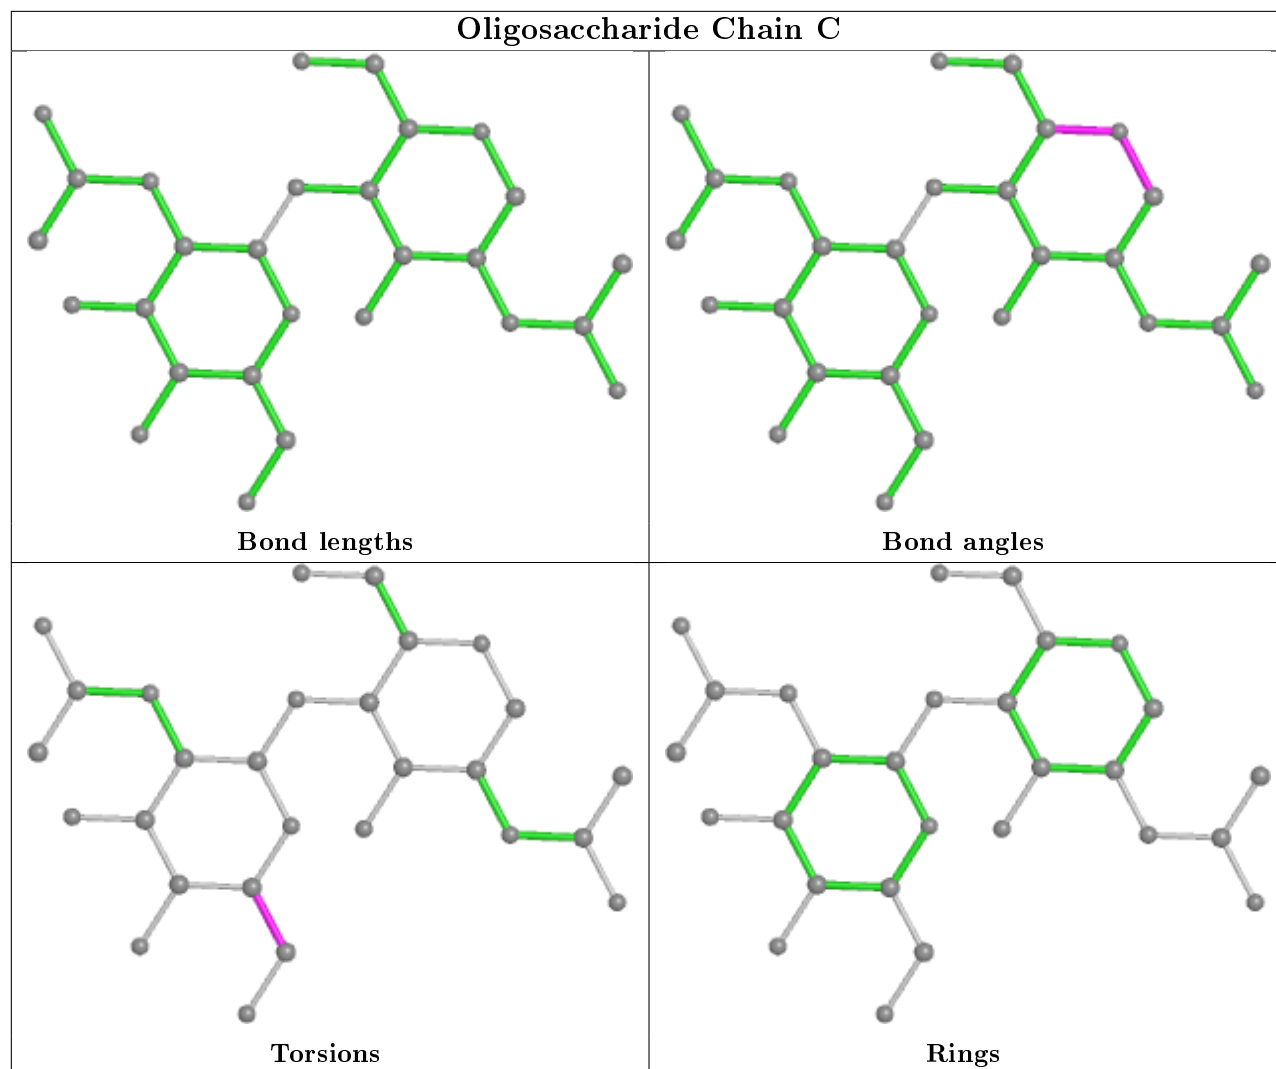 Oligosaccharide Chain C
Bond lengths
Bond angles
Torsions
Rings